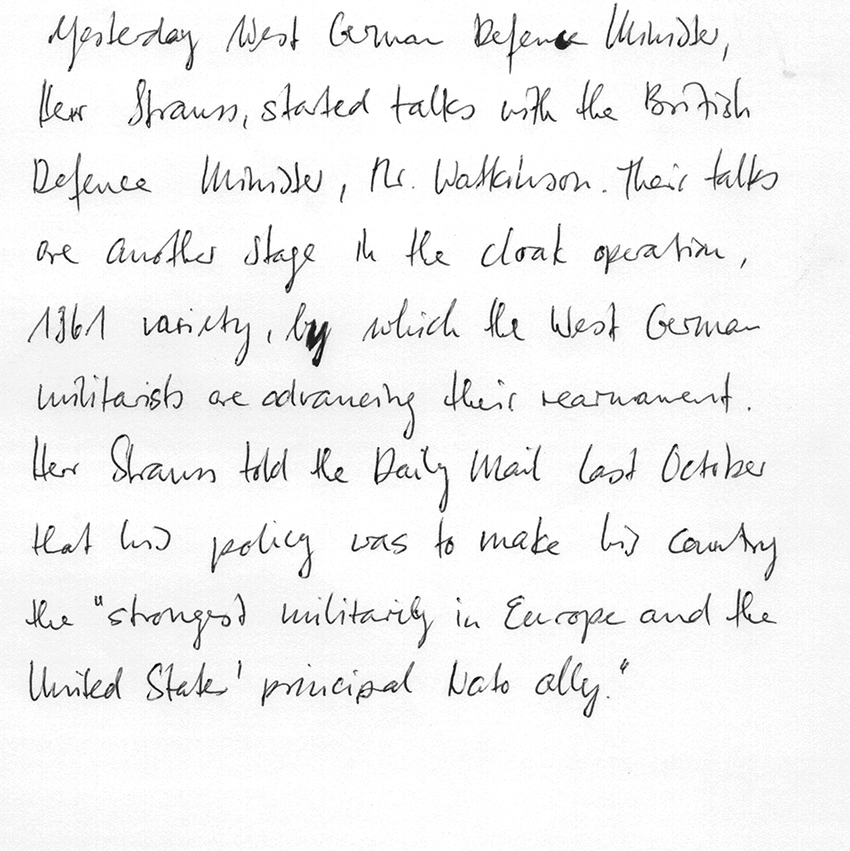 Yesterday West German Defence Minister,
Herr Strauss, started talks with the British
Defence Minister, Mr. Watkinson. Their talks
are another stage in the cloak operation,
1961 variety, by which the West German
militarists are advancing their rearmament.
Herr Strauss told the Daily Mail last October
that his policy was to make his country
the "strongest militarily in Europe and the
United States' principal Nato ally."